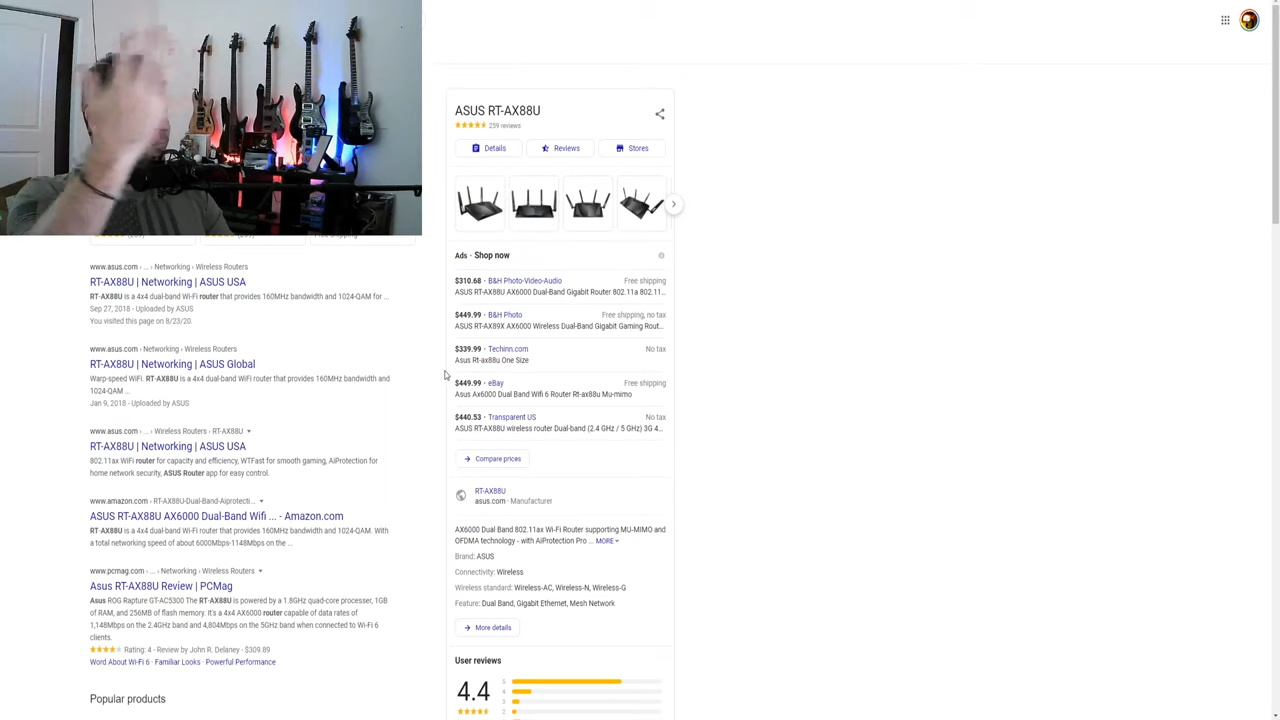 www.asus.com › ... › Networking › Wireless Routers
RT-AX88U | Networking | ASUS USA
RT-AX88U is a 4x4 dual-band Wi-Fi router that provides 160MHz bandwidth and 1024-QAM for ...
Sep 27, 2018 - Uploaded by ASUS
You visited this page on 8/23/20.
www.asus.com › Networking › Wireless Routers
RT-AX88U | Networking | ASUS Global
Warp-speed WiFi. RT-AX88U is a 4x4 dual-band WiFi router that provides 160MHz bandwidth and
1024-QAM ...
Jan 9, 2018 - Uploaded by ASUS
www.asus.com › ... › Wireless Routers › RT-AX88U
RT-AX88U | Networking | ASUS USA
802.11ax WiFi router for capacity and efficiency, WTFast for smooth gaming, AiProtection for
home network security, ASUS Router app for easy control.
www.amazon.com › RT-AX88U-Dual-Band-Aiprotecti...
ASUS RT-AX88U AX6000 Dual-Band Wifi ... - Amazon.com
RT-AX88U is a 4x4 dual-band router that provides 160MHz bandwidth and 1024-QAM. With
a total networking speed of about 6000Mbps-1148Mbps on the ...
www.pcmag.com › ... › Networking › Wireless Routers
Asus RT-AX88U Review | PCMag
Asus ROG Rapture GT-AC5300 The RT-AX88U is powered by a 1.8GHz quad-core processer, 1GB
of RAM, and 256MB of flash memory. It's a 4x4 AX6000 router capable of data rates of
1,148Mbps on the 2.4GHz band and 4,804Mbps on the 5GHz band when connected to Wi-Fi 6
clients.
Rating: 4 - Review by John R. Delaney - $309.89
Word About Wi-Fi 6 · Familiar Looks · Powerful Performance
Popular products
ASUS RT-AX88U
259 reviews
Details
Reviews
Stores
Ads · Shop now
$310.68 · B&H Photo-Video-Audio Free shipping
ASUS RT-AX88U AX6000 Dual-Band Gigabit Router 802.11a 802.11...
$449.99 · B&H Photo Free shipping, no tax
ASUS RT-AX89X AX6000 Wireless Dual-Band Gigabit Gaming Rout...
$339.99 · Techinn.com No tax
Asus Rt-ax88u One Size
$449.99 · eBay Free shipping
Asus Ax6000 Dual Band Wifi 6 Router Rt-ax88u Mu-mimo
$440.53 · Transparent US No tax
ASUS RT-AX88U wireless router Dual-band (2.4 GHz / 5 GHz) 3G 4...
Compare prices
RT-AX88U
asus.com · Manufacturer
AX6000 Dual Band 802.11ax Wi-Fi Router supporting MU-MIMO and
OFDMA technology - with AiProtection Pro ... MORE
Brand: ASUS
Connectivity: Wireless
Wireless standard: Wireless-AC, Wireless-N, Wireless-G
Feature: Dual Band, Gigabit Ethernet, Mesh Network
More details
User reviews
4.4
5
4
3
2